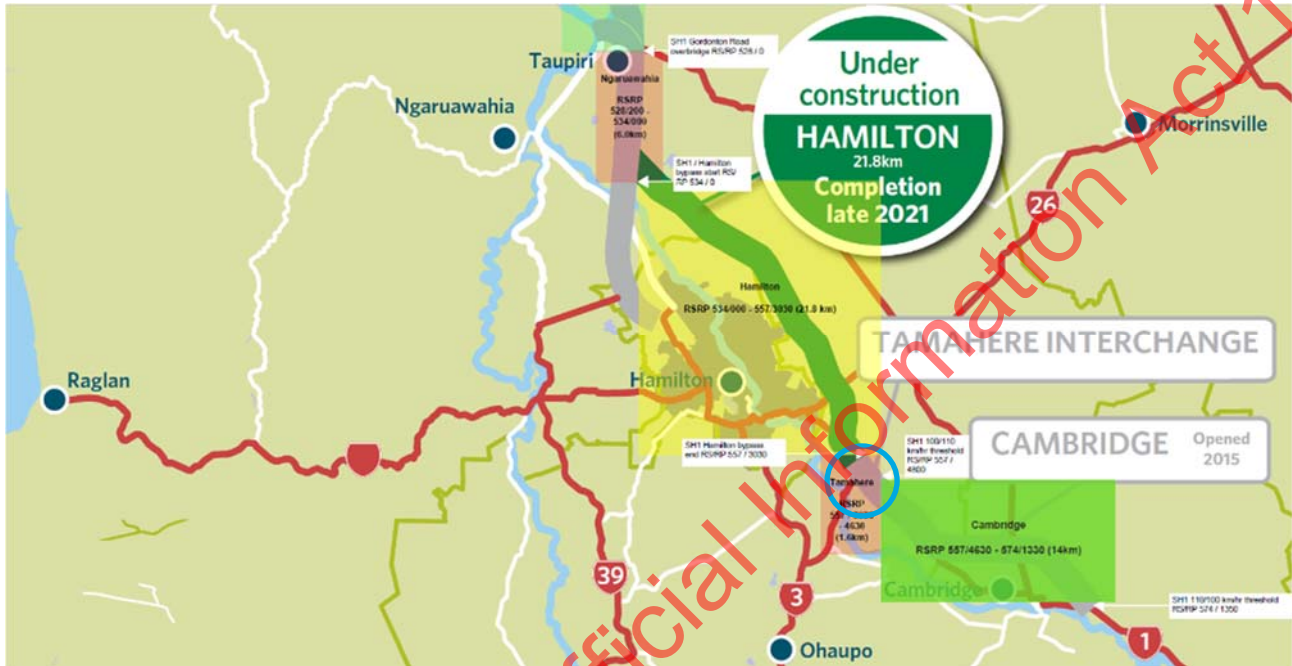 SH1 Gordonton Road
overbridge RS/RP 528 / 0
Taupiri
Ngaruawahia
RSRP
528/200 -
534/000
(6.0km)
Ngaruawahia
SH1 / Hamilton
bypass start RS/
RP 534 / 0
Under
construction
HAMILTON
21.8km
Completion
late 2021
Morrinsville
26
Hamilton
RSRP 534/000 - 557/3030 (21.8 km)
TAMAHERE INTERCHANGE
Raglan
Hamilton
SH1 Hamilton bypass
end RS/RP 557 / 3030
SH1 100/110
km/hr threshold
RS/RP 557 /
4600
CAMBRIDGE
Opened
2015
Tamahere
RSRP
- 4630
(1.6km)
Cambridge
RSRP 557/4630 - 574/1330 (14km)
39
3
Cambridge
SH1 110/100 km/hr threshold
RS/RP 574 / 1350
1
Ohaupo
Official Information Act 1